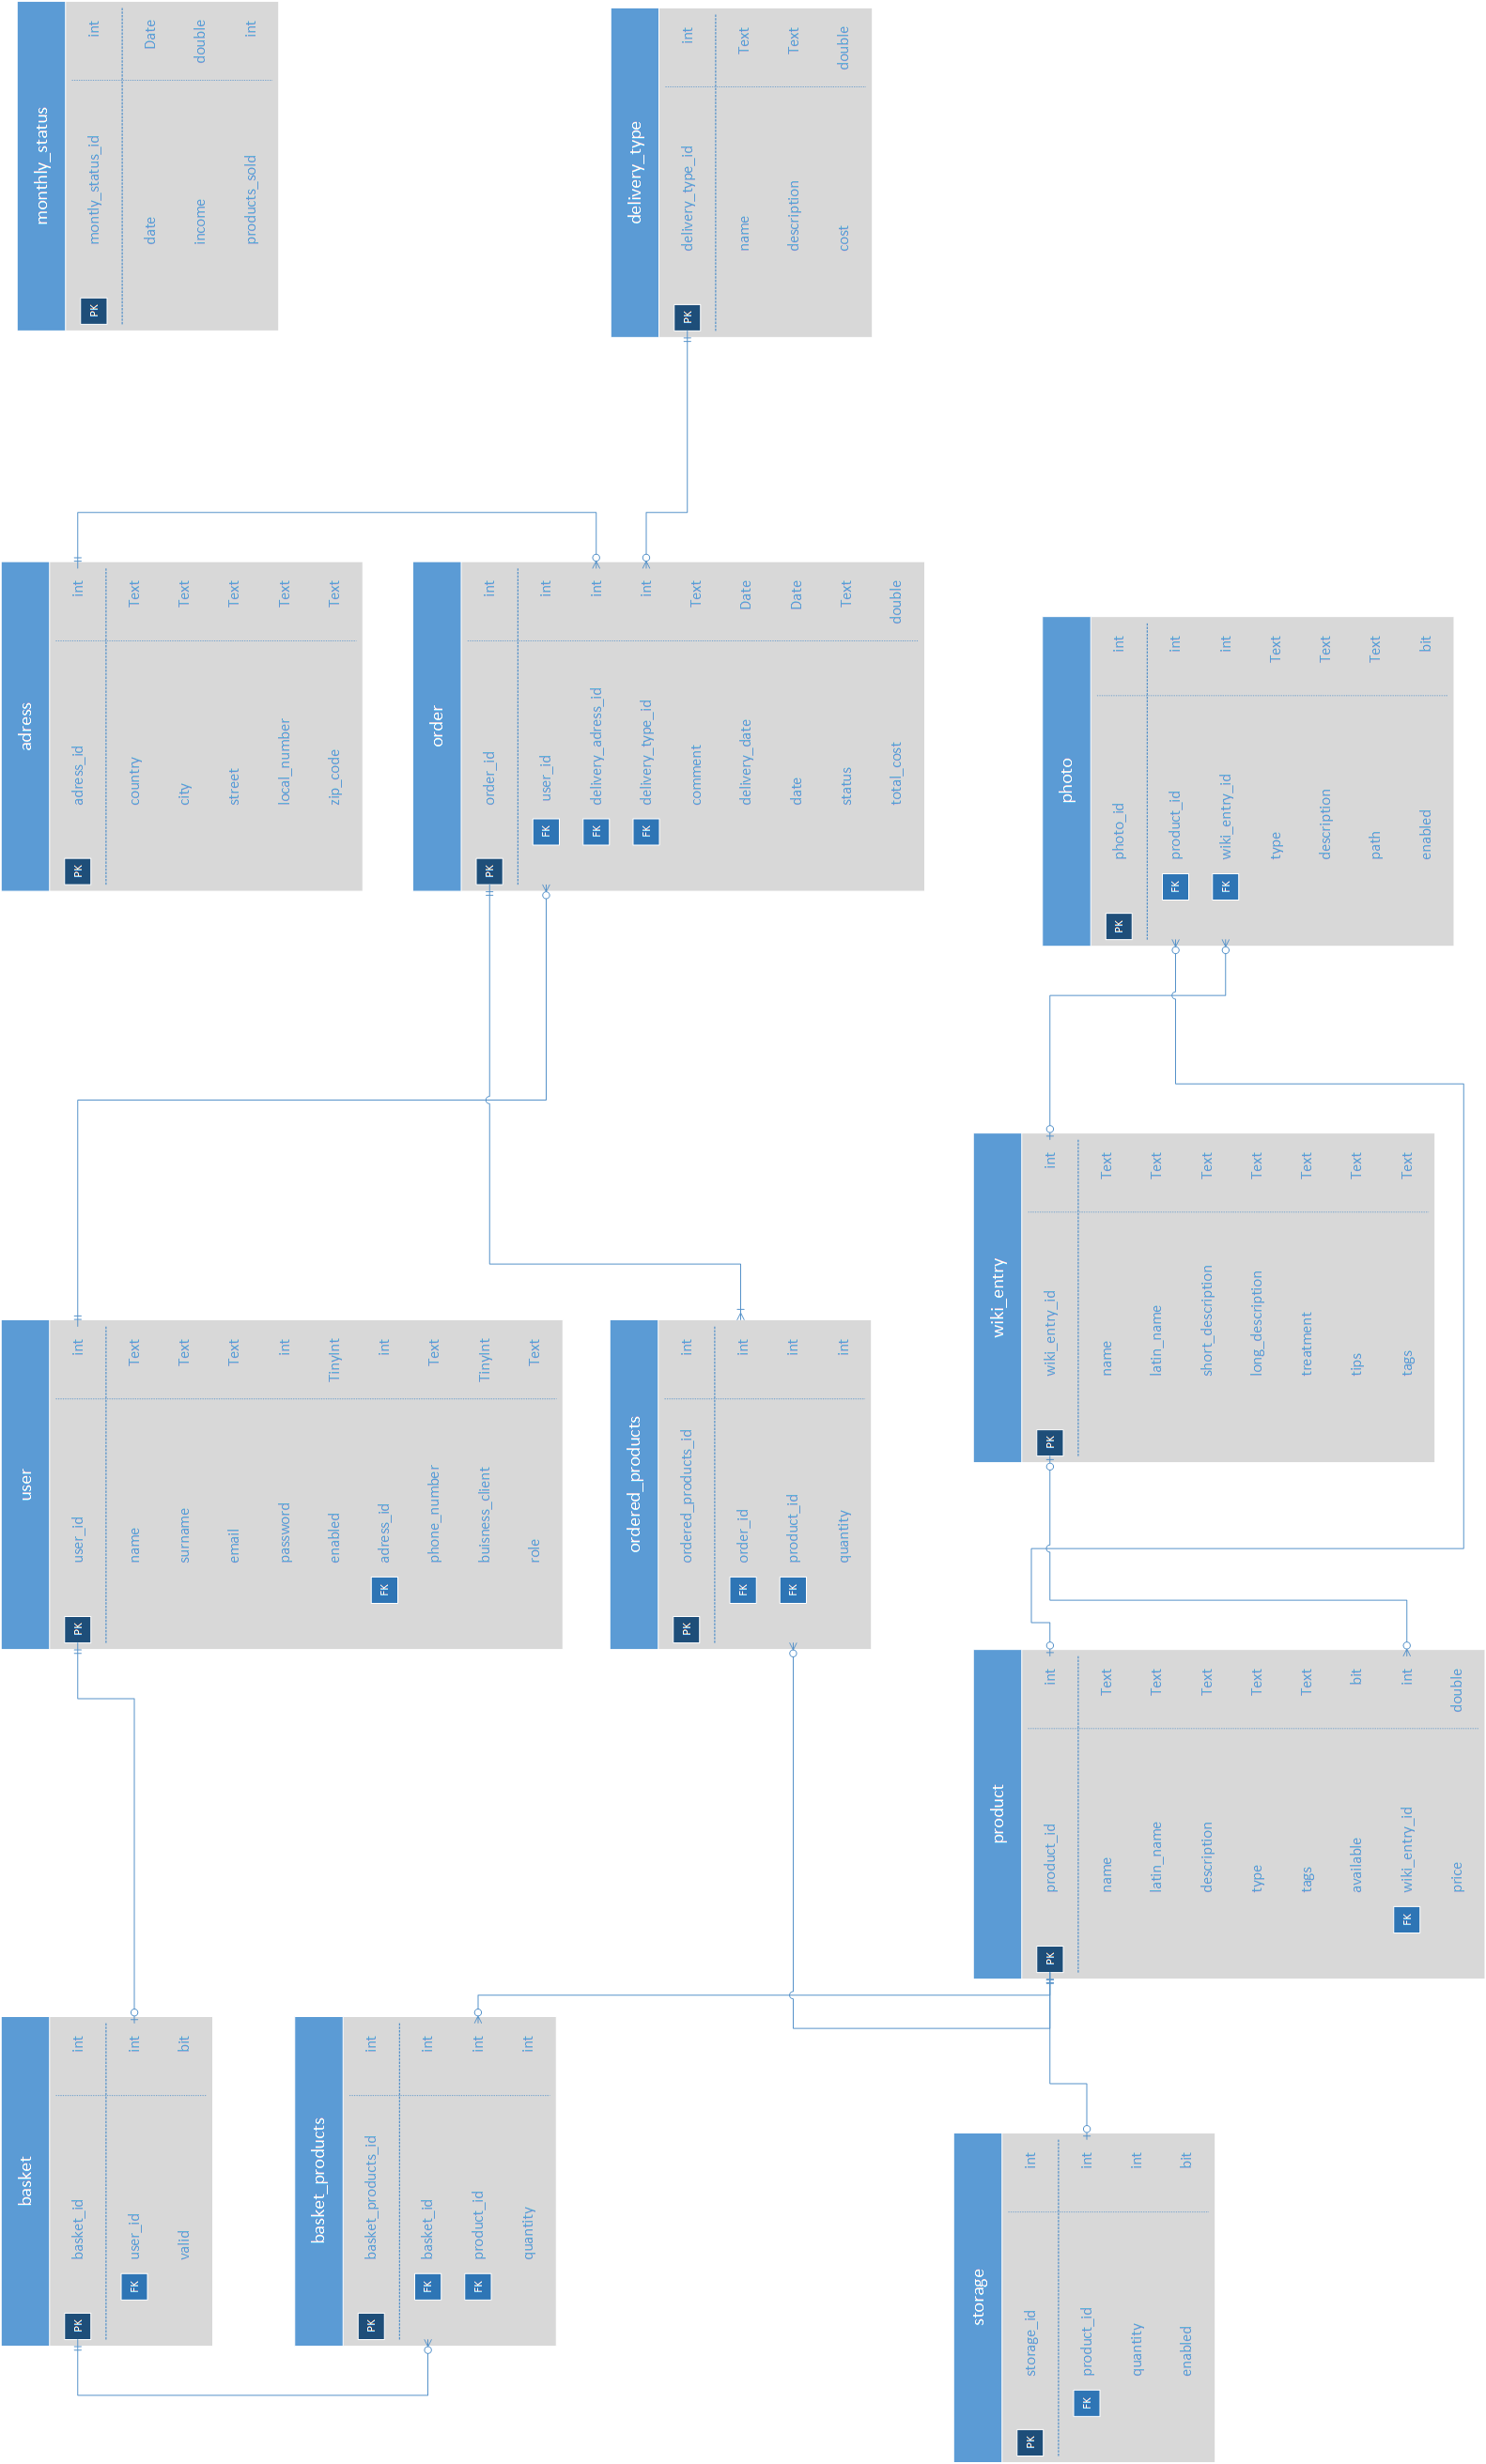 basket
PK basket_id int
FK user_id int
valid bit
user
PK user_id int
name Text
surname Text
email Text
password int
enabled TinyInt
FK adress_id int
phone_number Text
buisness_client TinyInt
role Text
adress
PK adress_id int
country Text
city Text
street Text
local_number Text
zip_code Text
monthly_status
PK montly_status_id int
date Date
income double
products_sold int
basket_products
PK basket_products_id int
FK basket_id int
FK product_id int
quantity int
ordered_products
PK ordered_products_id int
FK order_id int
FK product_id int
quantity int
order
PK order_id int
FK user_id int
FK delivery_adress_id int
FK delivery_type_id int
comment Text
delivery_date Date
date Date
status Text
total_cost double
delivery_type
PK delivery_type_id int
name Text
description Text
cost double
storage
PK storage_id int
FK product_id int
quantity int
enabled bit
product
PK product_id int
name Text
latin_name Text
description Text
type Text
tags Text
available bit
FK wiki_entry_id int
price double
wiki_entry
PK wiki_entry_id int
name Text
latin_name Text
short_description Text
long_description Text
treatment Text
tips Text
tags Text
photo
PK photo_id int
FK product_id int
FK wiki_entry_id int
type Text
description Text
path Text
enabled bit